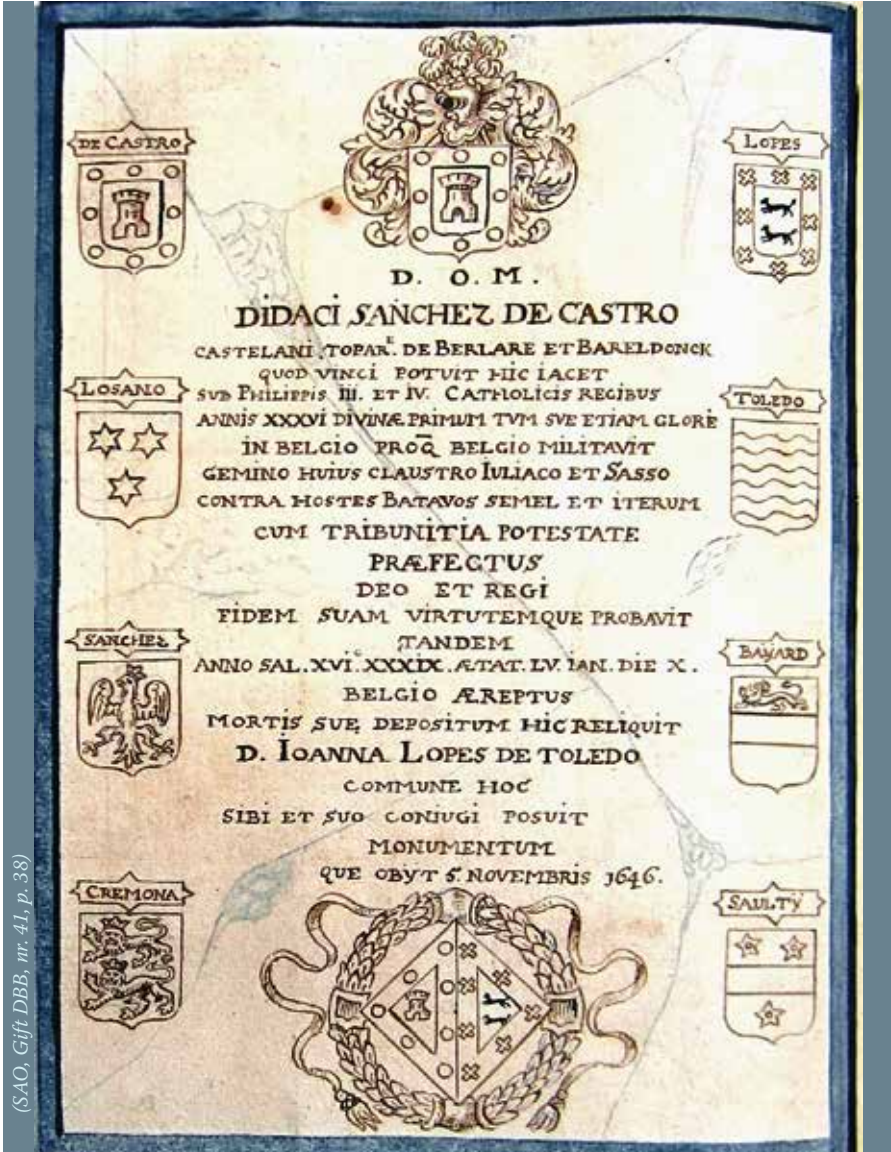 DE CASTRO
LOPES
D. O. M.
DIDACI SANCHEZ DE CASTRO
CASTELANI, TOPAR.E DE BERLARE ET BARELDONCK
QUOD VINCI POTUIT HIC IACET
LOSANO
SUB PHILIPPIS III. ET IV. CATHOLICIS REGIBUS
TOLEDO
ANNIS XXXVI DIVINÆ PRIMUM TVM SVE ETIAM GLORE
IN BELGIO PROQ̄ BELGIO MILITAVIT
GEMINO HUIUS CLAUSTRO IULIACO ET SASSO
CONTRA HOSTES BATAVOS SEMEL ET ITERUM
CUM TRIBUNITIA POTESTATE
PRÆFECTUS
DEO ET REGI
FIDEM SUAM VIRTUTEMQUE PROBAVIT
SANCHEZ
TANDEM
BAYARD
ANNO SAL. XVI.C XXXIX. ÆTAT. LV. IAN. DIE X.
BELGIO ÆREPTUS
MORTIS SUE, DEPOSITUM HIC RELIQUIT
D. IOANNA LOPES DE TOLEDO
COMMUNE HOC
SIBI ET SUO CONIUGI POSUIT
MONUMENTUM
QUE OBYT 5. NOVEMBRIS 1646.
CREMONA
SAULTY
(SAO, Gift DBB, nr. 41, p. 38)